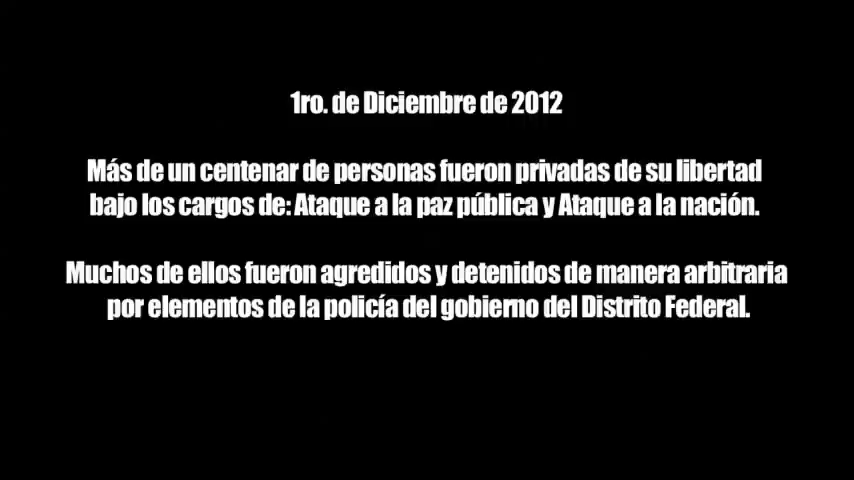 1ro. de Diciembre de 2012
Más de un centenar de personas fueron privadas de su libertad
bajo los cargos de: Ataque a la paz pública y Ataque a la nación.
Muchos de ellos fueron agredidos y detenidos de manera arbitraria
por elementos de la policía del gobierno del Distrito Federal.